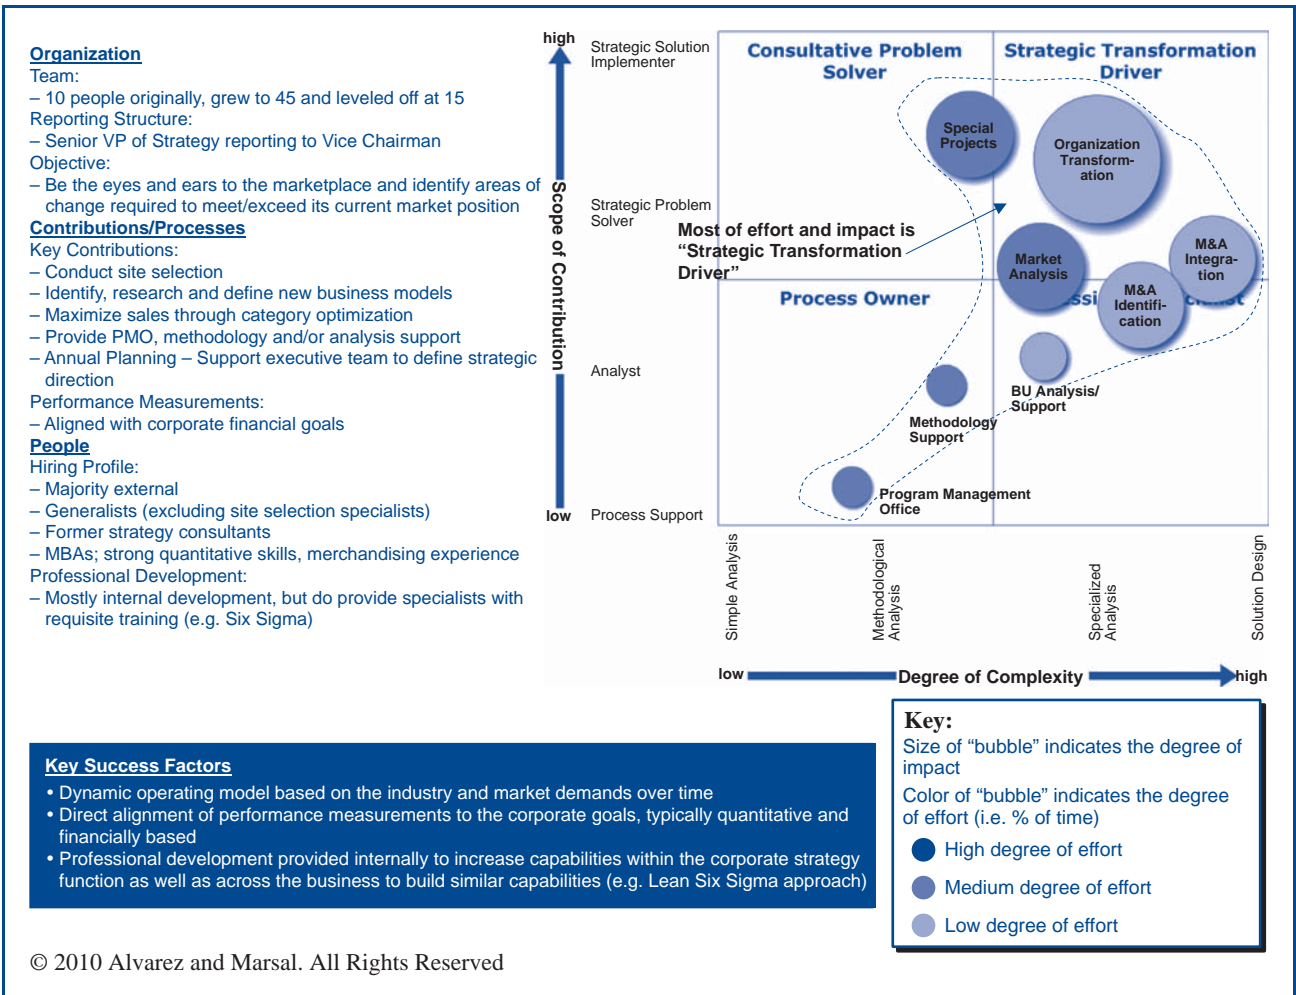 Organization
Team:
– 10 people originally, grew to 45 and leveled off at 15
Reporting Structure:
– Senior VP of Strategy reporting to Vice Chairman
Objective:
– Be the eyes and ears to the marketplace and identify areas of
change required to meet/exceed its current market position
Contributions/Processes
Key Contributions:
– Conduct site selection
– Identify, research and define new business models
– Maximize sales through category optimization
– Provide PMO, methodology and/or analysis support
– Annual Planning – Support executive team to define strategic
direction
Performance Measurements:
– Aligned with corporate financial goals
People
Hiring Profile:
– Majority external
– Generalists (excluding site selection specialists)
– Former strategy consultants
– MBAs; strong quantitative skills, merchandising experience
Professional Development:
– Mostly internal development, but do provide specialists with
requisite training (e.g. Six Sigma)
high
Scope of Contribution
low
Strategic Solution
Implementer
Strategic Problem
Solver
Analyst
Process Support
Consultative Problem
Solver
Strategic Transformation
Driver
Special
Projects
Organization
Transform-
ation
Most of effort and impact is
“Strategic Transformation
Driver”
Market
Analysis
M&A
Integra-
tion
M&A
Identifi-
cation
Process Owner
BU Analysis/
Support
Methodology
Support
Program Management
Office
Simple Analysis
Methodological
Analysis
Specialized
Analysis
Solution Design
low
Degree of Complexity
high
Key:
Size of “bubble” indicates the degree of
impact
Color of “bubble” indicates the degree
of effort (i.e. % of time)
High degree of effort
Medium degree of effort
Low degree of effort
Key Success Factors
• Dynamic operating model based on the industry and market demands over time
• Direct alignment of performance measurements to the corporate goals, typically quantitative and
financially based
• Professional development provided internally to increase capabilities within the corporate strategy
function as well as across the business to build similar capabilities (e.g. Lean Six Sigma approach)
© 2010 Alvarez and Marsal. All Rights Reserved